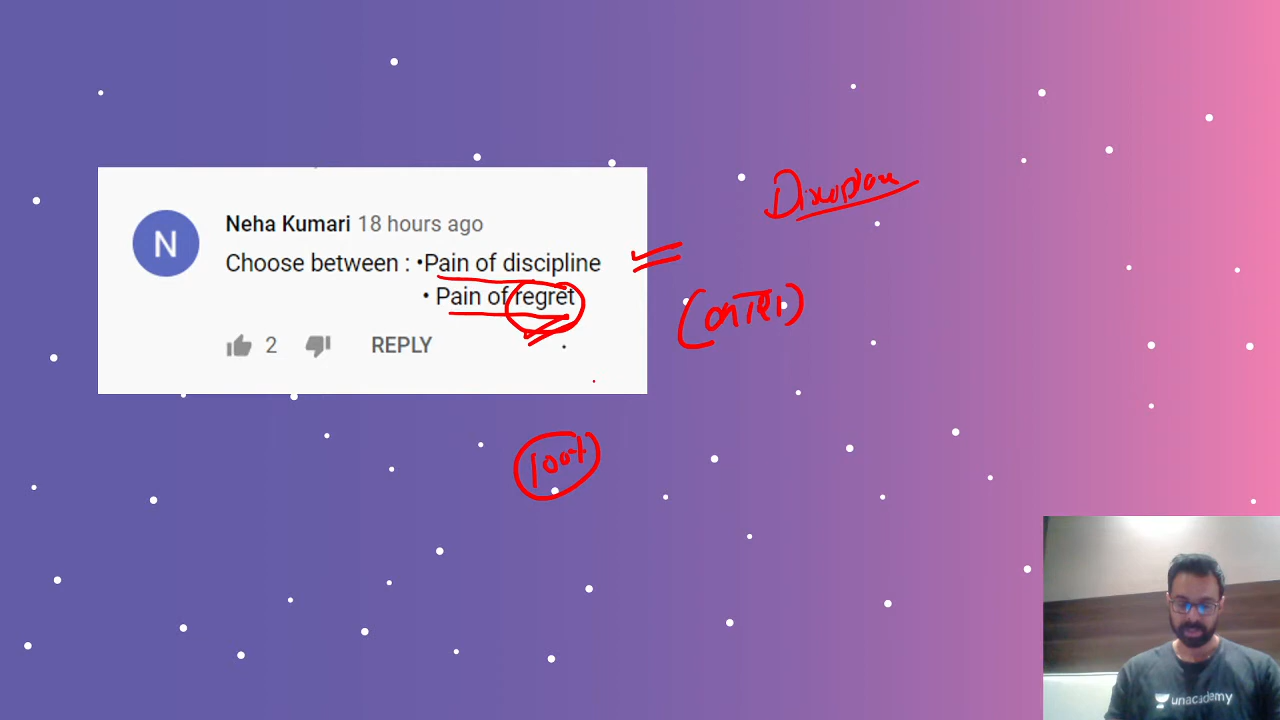 Discipline
N
Neha Kumari 18 hours ago
Choose between : •Pain of discipline
• Pain of regret
2 REPLY
unacademy